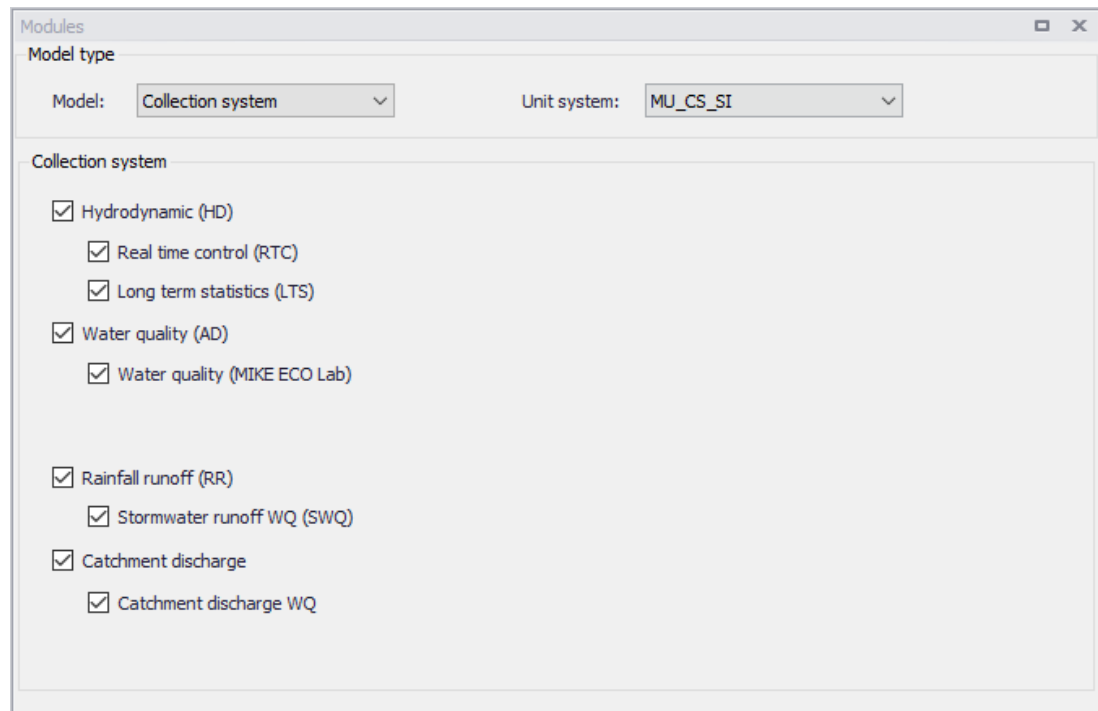 Modules
Model type
Model: Collection system Unit system: MU_CS_SI
Collection system
Hydrodynamic (HD)
Real time control (RTC)
Long term statistics (LTS)
Water quality (AD)
Water quality (MIKE ECO Lab)
Rainfall runoff (RR)
Stormwater runoff WQ (SWQ)
Catchment discharge
Catchment discharge WQ